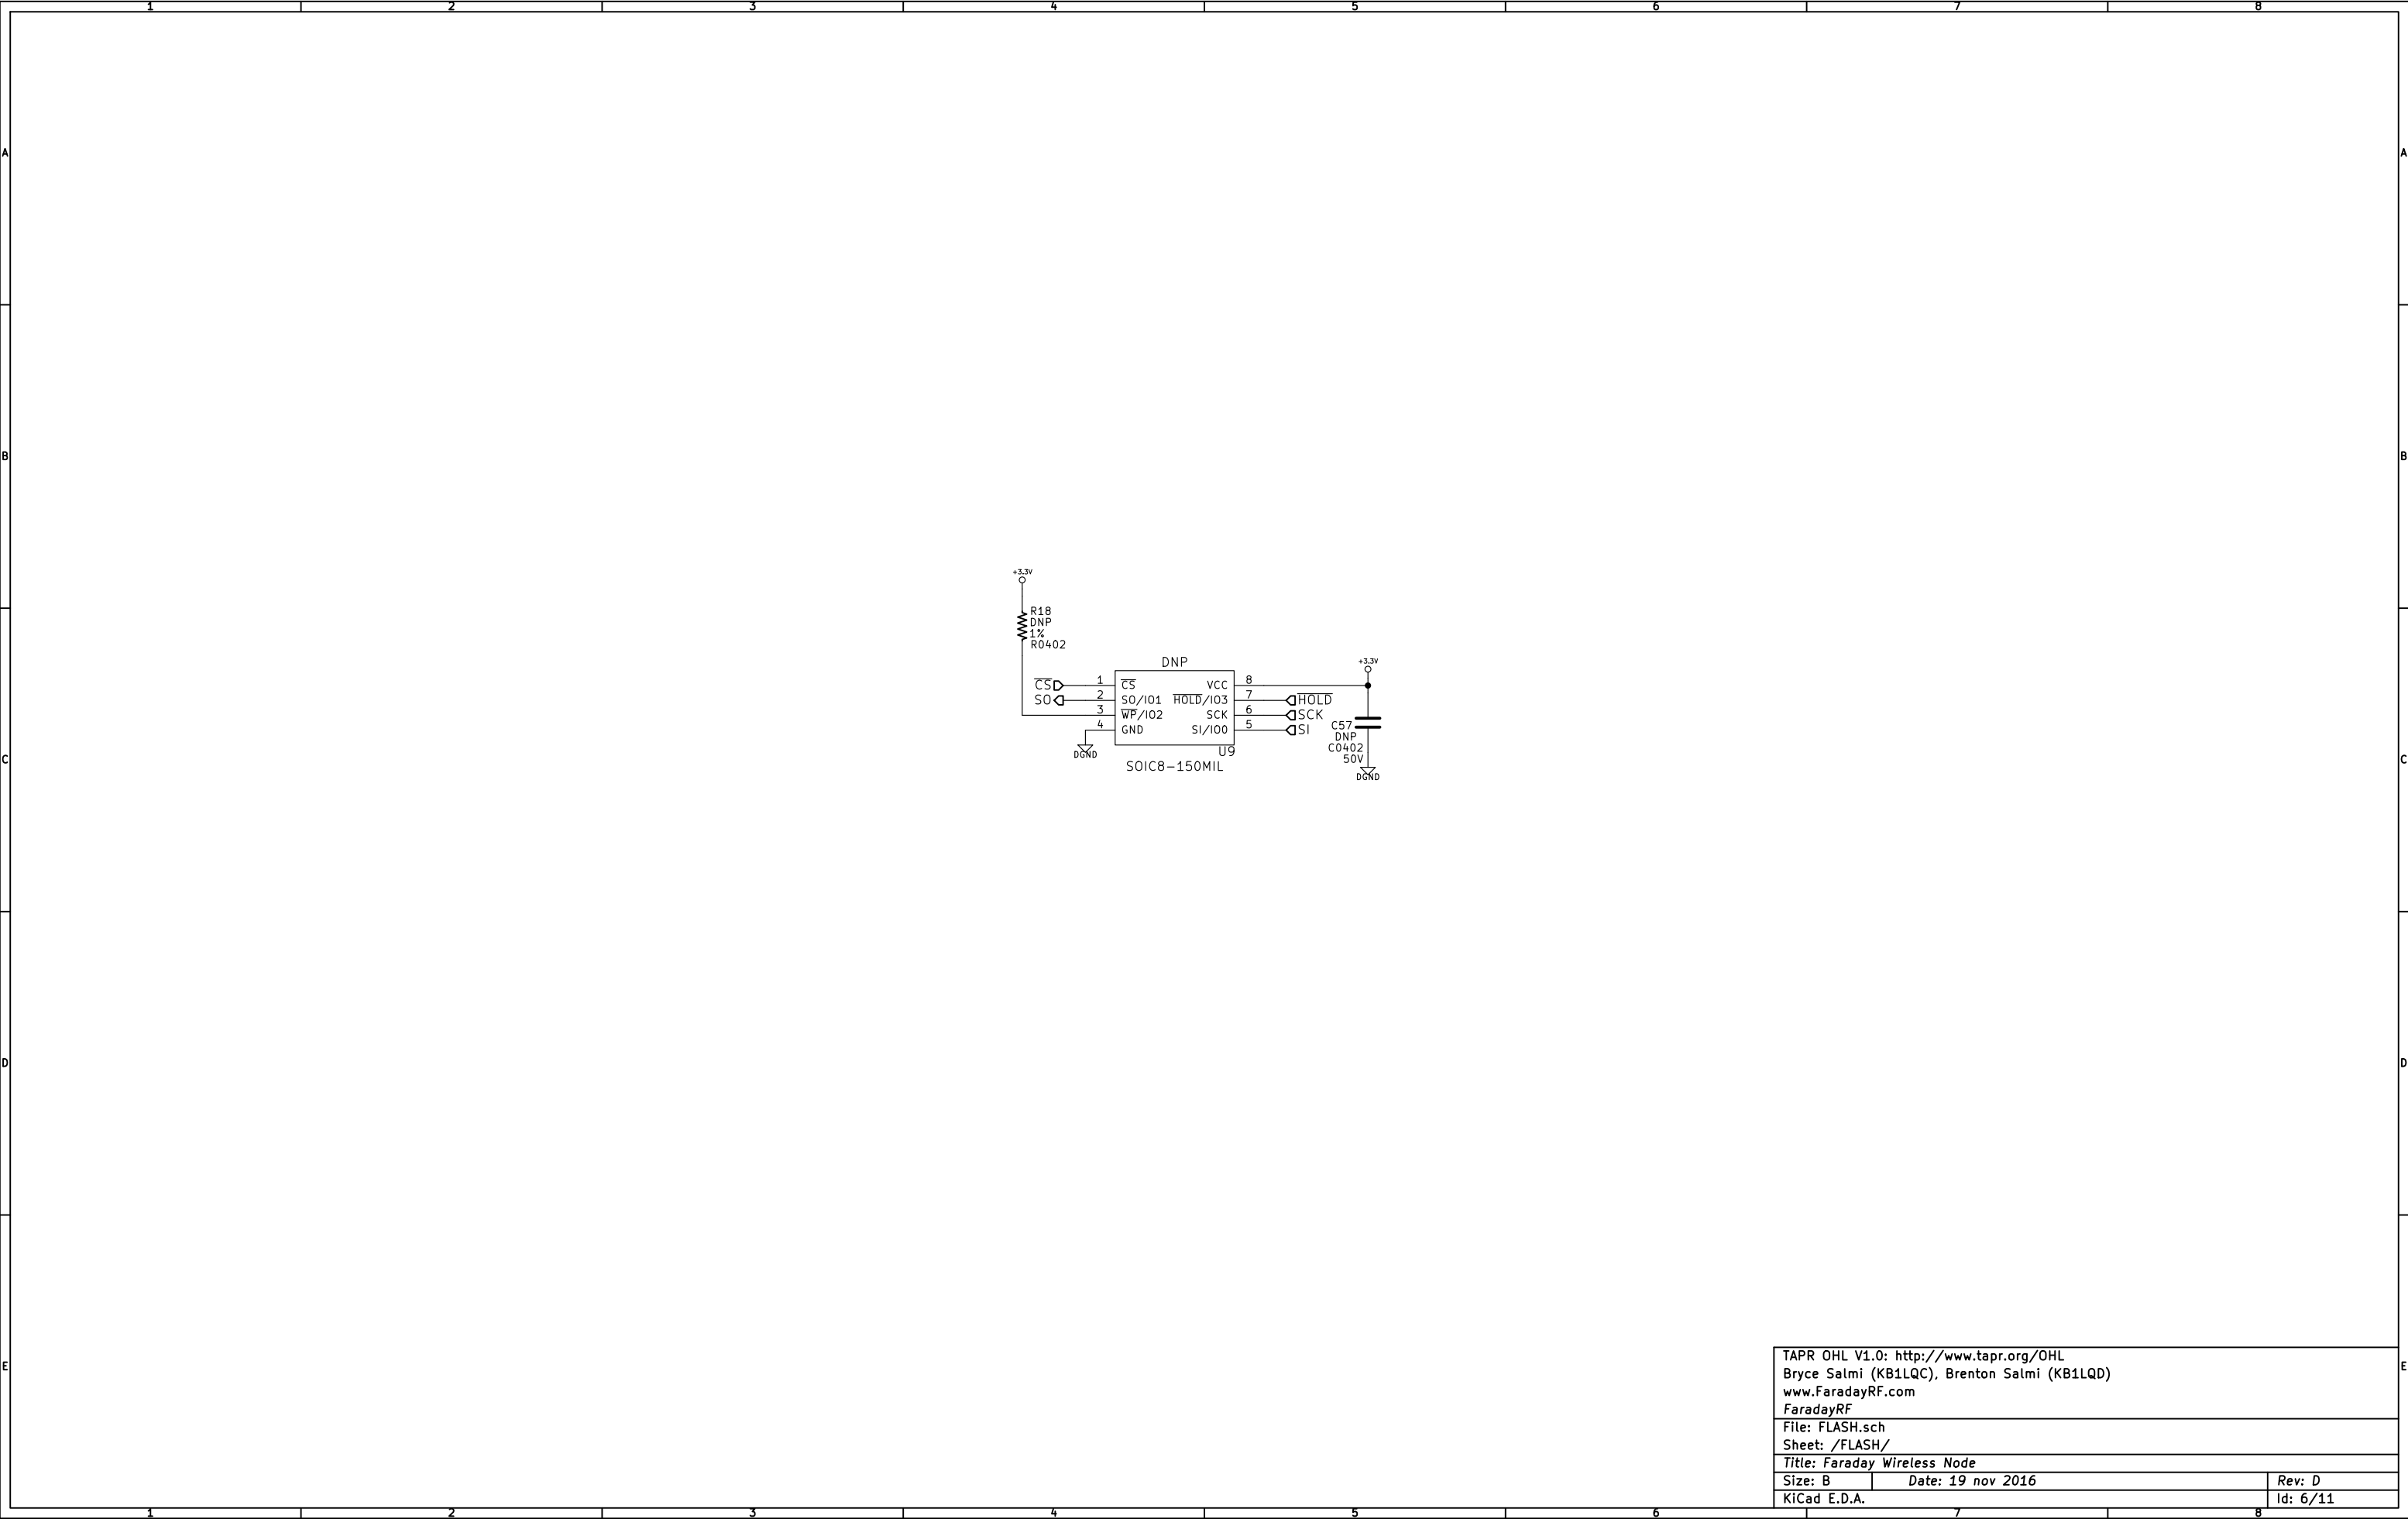 1 2 3 4 5 6 7 8
A A
B B
+3.3V
R18
DNP
1%
R0402
DNP
+3.3V
CS 1 CS VCC 8
SO 2 SO/IO1 HOLD/IO3 7 HOLD
3 WP/IO2 SCK 6 SCK
4 GND SI/IO0 5 SI
C57
DNP
C0402
50V
DGND
U9
DGND
SOIC8-150MIL
C C
D D
E E
TAPR OHL V1.0: http://www.tapr.org/OHL
Bryce Salmi (KB1LQC), Brenton Salmi (KB1LQD)
www.FaradayRF.com
FaradayRF
File: FLASH.sch
Sheet: /FLASH/
Title: Faraday Wireless Node
Size: B Date: 19 nov 2016 Rev: D
KiCad E.D.A. Id: 6/11
1 2 3 4 5 6 7 8